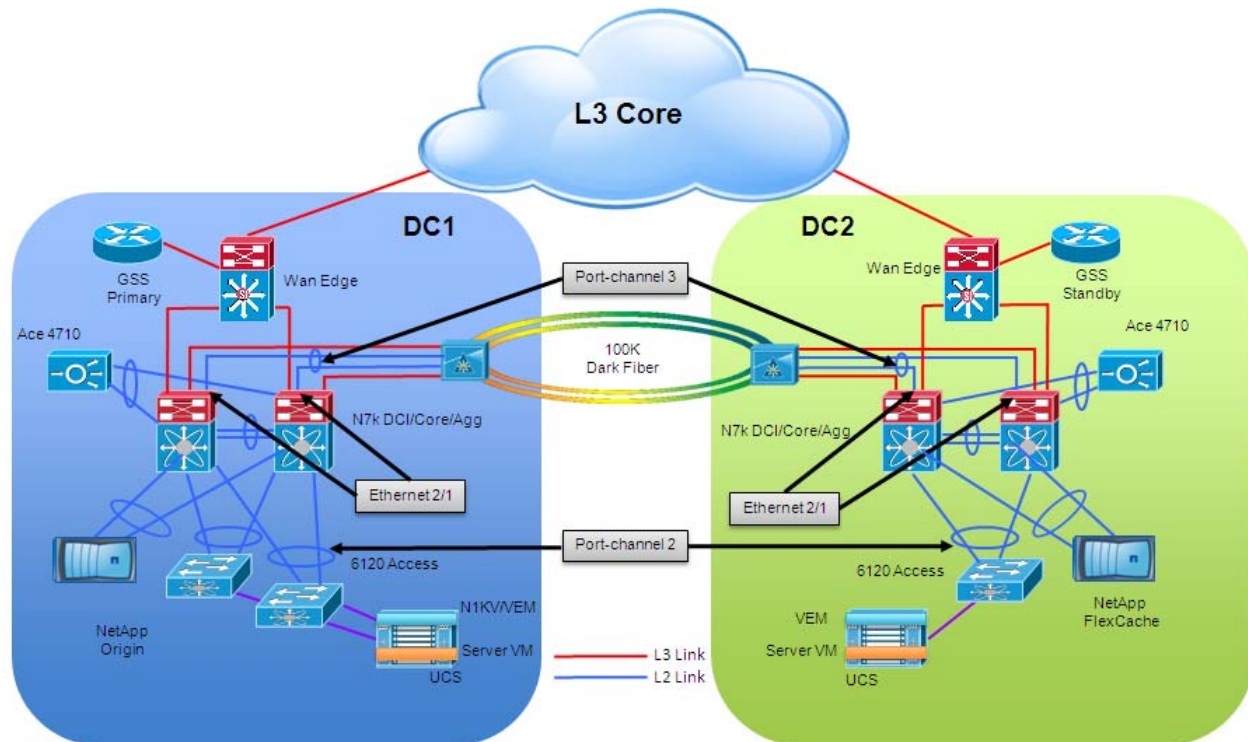 L3 Core
DC1
DC2
GSS
Primary
Wan Edge
Port-channel 3
Wan Edge
GSS
Standby
Ace 4710
100K
Dark Fiber
Ace 4710
N7k DCI/Core/Agg
N7k DCI/Core/Agg
Ethernet 2/1
Ethernet 2/1
Port-channel 2
6120 Access
6120 Access
NetApp
Origin
N1KV/VEM
Server VM
UCS
L3 Link
L2 Link
VEM
Server VM
UCS
NetApp
FlexCache
n
n
SI
SI